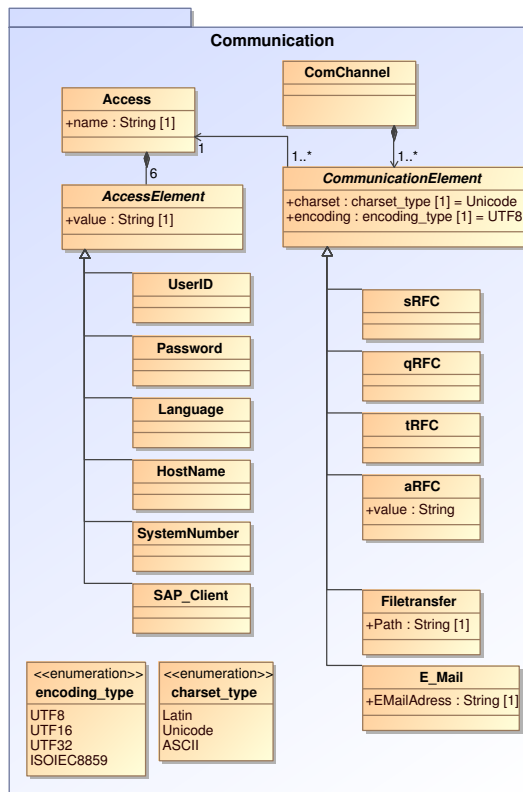 Communication
Access
+name : String [1]
ComChannel
1
1..*
1..*
6
AccessElement
+value : String [1]
CommunicationElement
+charset : charset_type [1] = Unicode
+encoding : encoding_type [1] = UTF8
UserID
Password
Language
HostName
SystemNumber
SAP_Client
sRFC
qRFC
tRFC
aRFC
+value : String
Filetransfer
+Path : String [1]
E_Mail
+EMailAdress : String [1]
<<enumeration>>
encoding_type
UTF8
UTF16
UTF32
ISOIEC8859
<<enumeration>>
charset_type
Latin
Unicode
ASCII